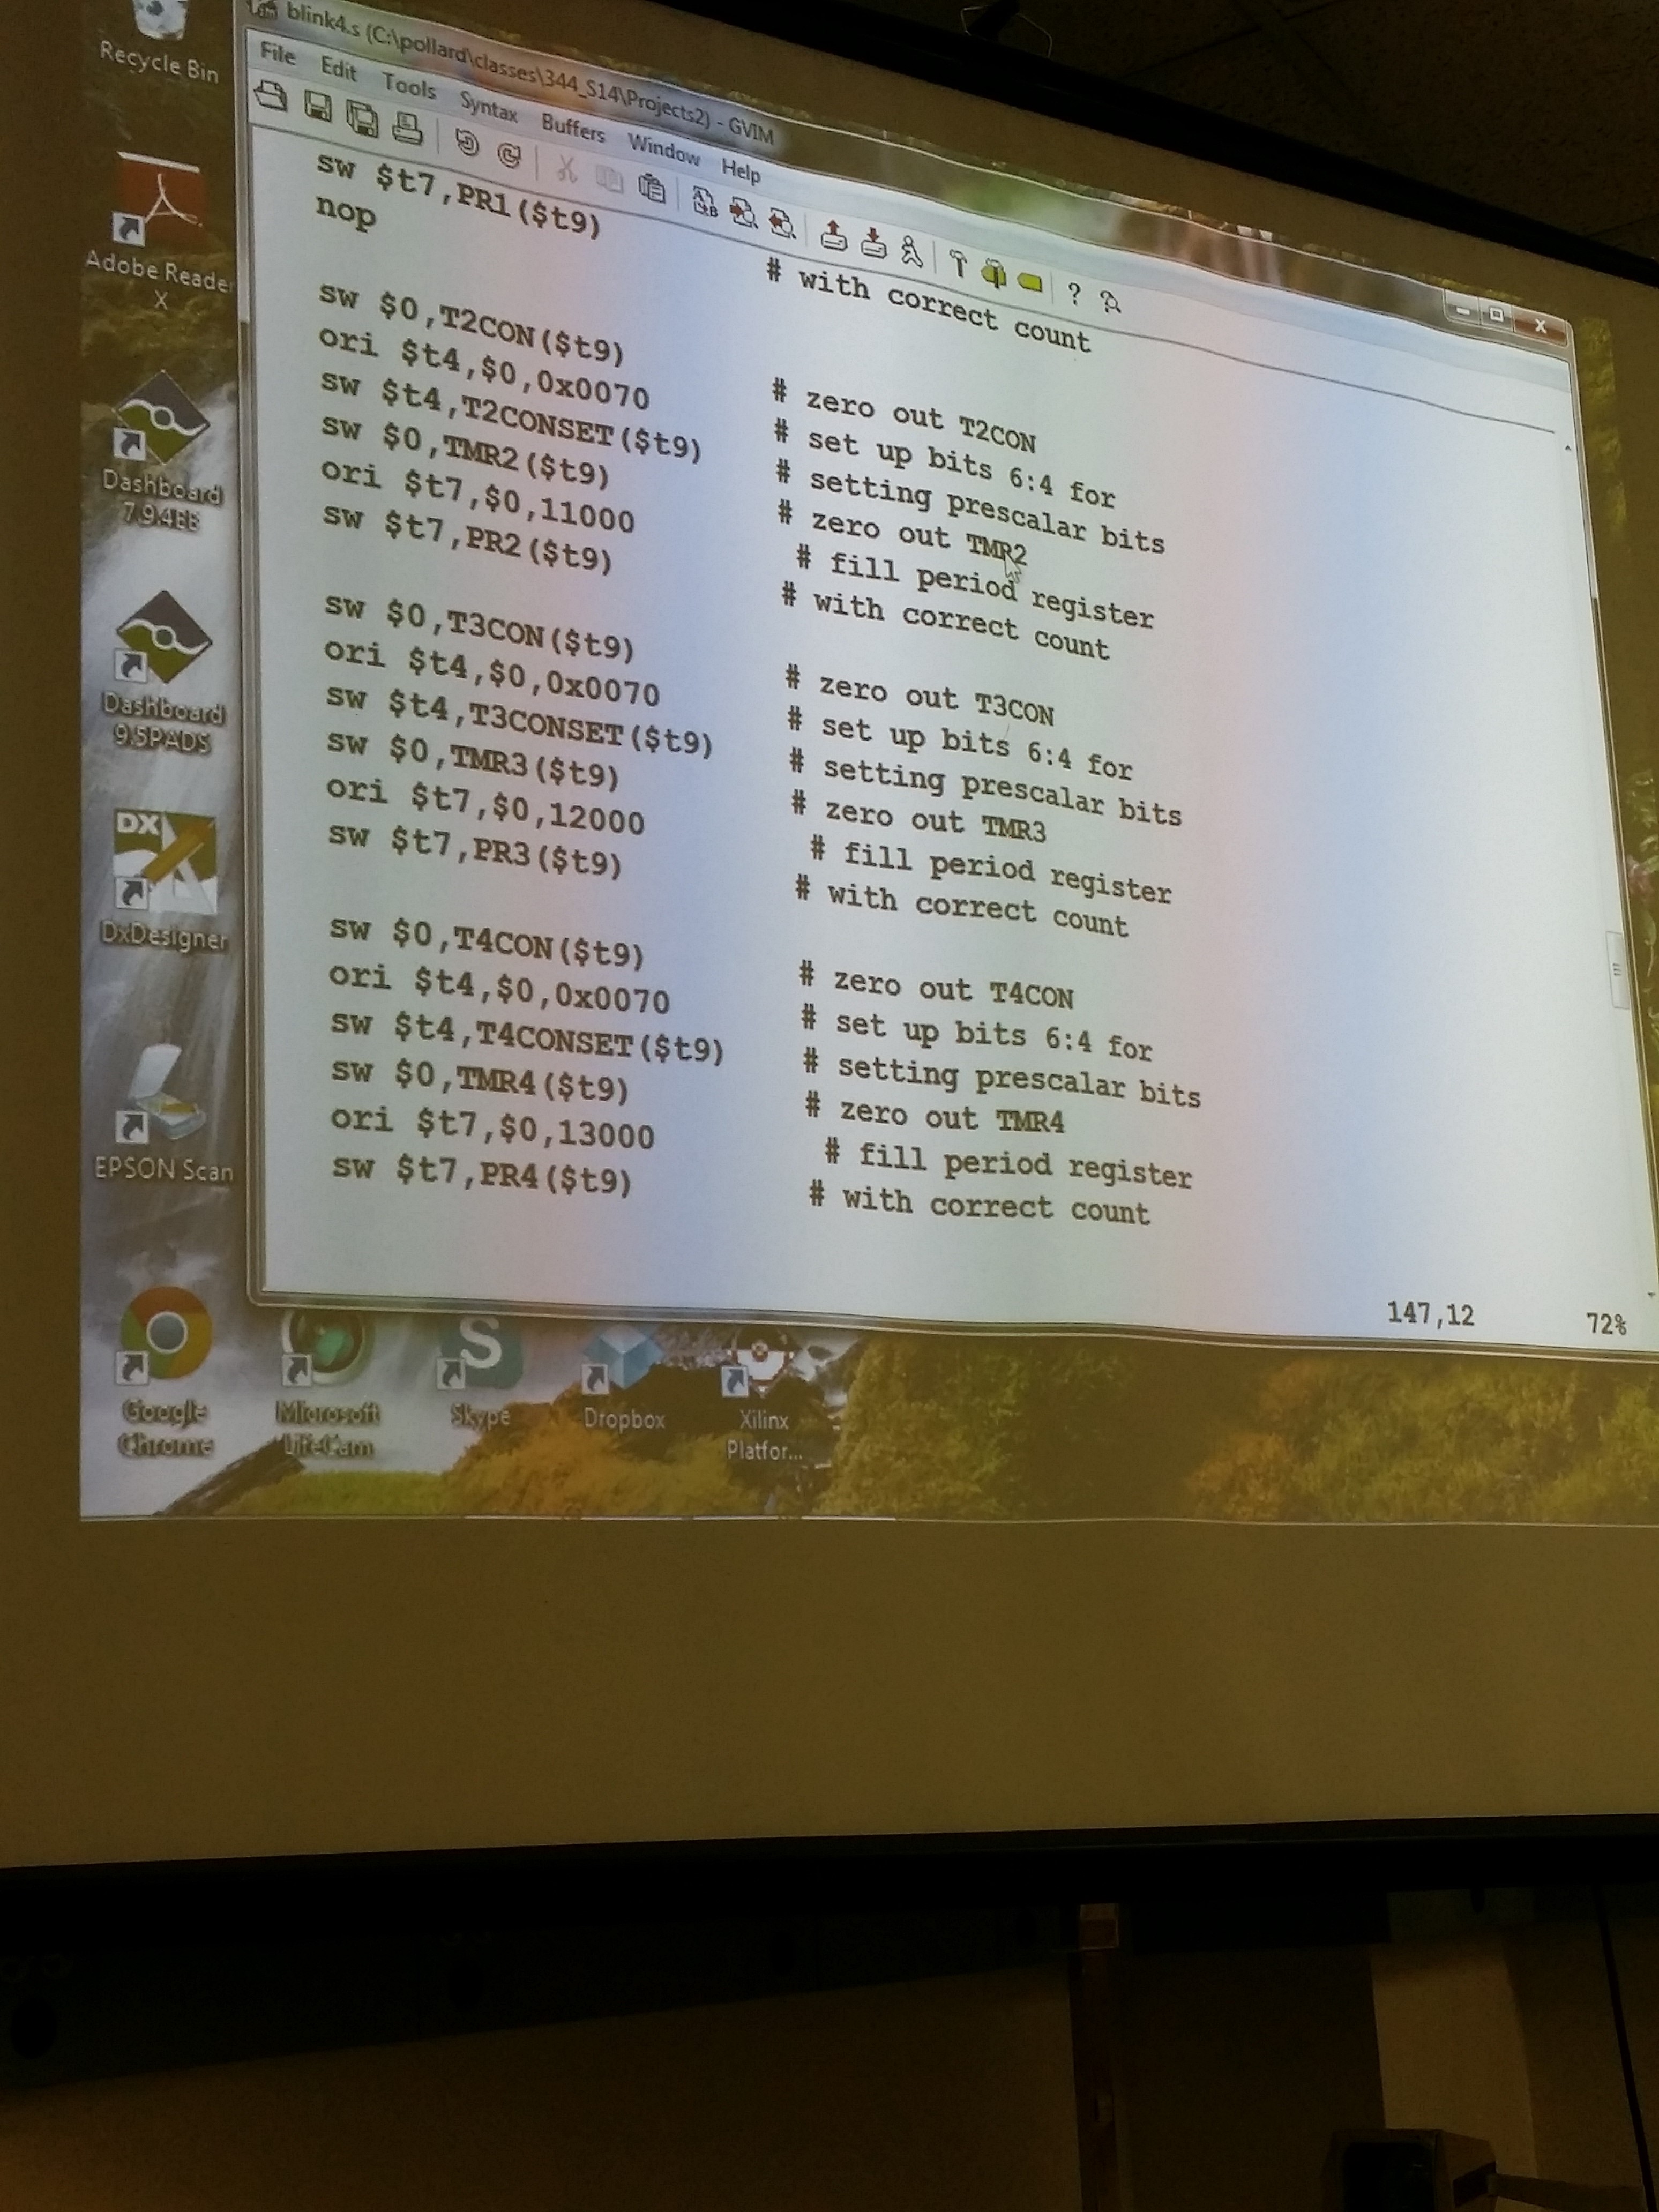 Recycle Bin
blink4.s (C:\pollard\classes\344_S14\Projects2) - GVIM
File Edit Tools Syntax Buffers Window Help
sw $t7,PR1($t9) # with correct count
nop
sw $0,T2CON($t9) # zero out T2CON
ori $t4,$0,0x0070 # set up bits 6:4 for
sw $t4,T2CONSET($t9) # setting prescalar bits
sw $0,TMR2($t9) # zero out TMR2
ori $t7,$0,11000 # fill period register
sw $t7,PR2($t9) # with correct count
sw $0,T3CON($t9) # zero out T3CON
ori $t4,$0,0x0070 # set up bits 6:4 for
sw $t4,T3CONSET($t9) # setting prescalar bits
sw $0,TMR3($t9) # zero out TMR3
ori $t7,$0,12000 # fill period register
sw $t7,PR3($t9) # with correct count
sw $0,T4CON($t9) # zero out T4CON
ori $t4,$0,0x0070 # set up bits 6:4 for
sw $t4,T4CONSET($t9) # setting prescalar bits
sw $0,TMR4($t9) # zero out TMR4
ori $t7,$0,13000 # fill period register
sw $t7,PR4($t9) # with correct count
147,12 72%
Adobe Reader
X
Dashboard
7.9.4EE
Dashboard
9.5PADS
DX
DxDesigner
EPSON Scan
Google
Chrome
Microsoft
LifeCam
S
Skype
Dropbox
Xilinx
Platfor...